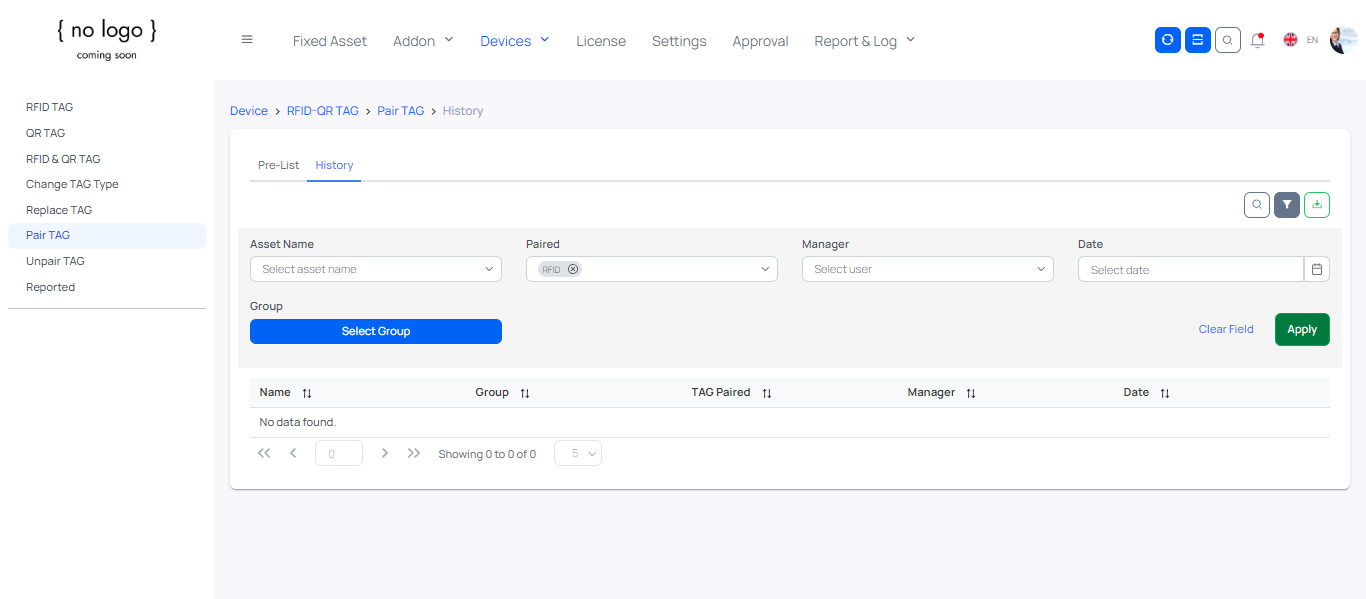 { no logo }
coming soon
Fixed Asset Addon Devices License Settings Approval Report & Log EN
RFID TAG
QR TAG
RFID & QR TAG
Change TAG Type
Replace TAG
Pair TAG
Unpair TAG
Reported
Device > RFID-QR TAG > Pair TAG > History
Pre-List History
Asset Name Paired Manager Date
Select asset name RFID Select user Select date
Group
Select Group Clear Field Apply
Name Group TAG Paired Manager Date
No data found.
0 Showing 0 to 0 of 0 5